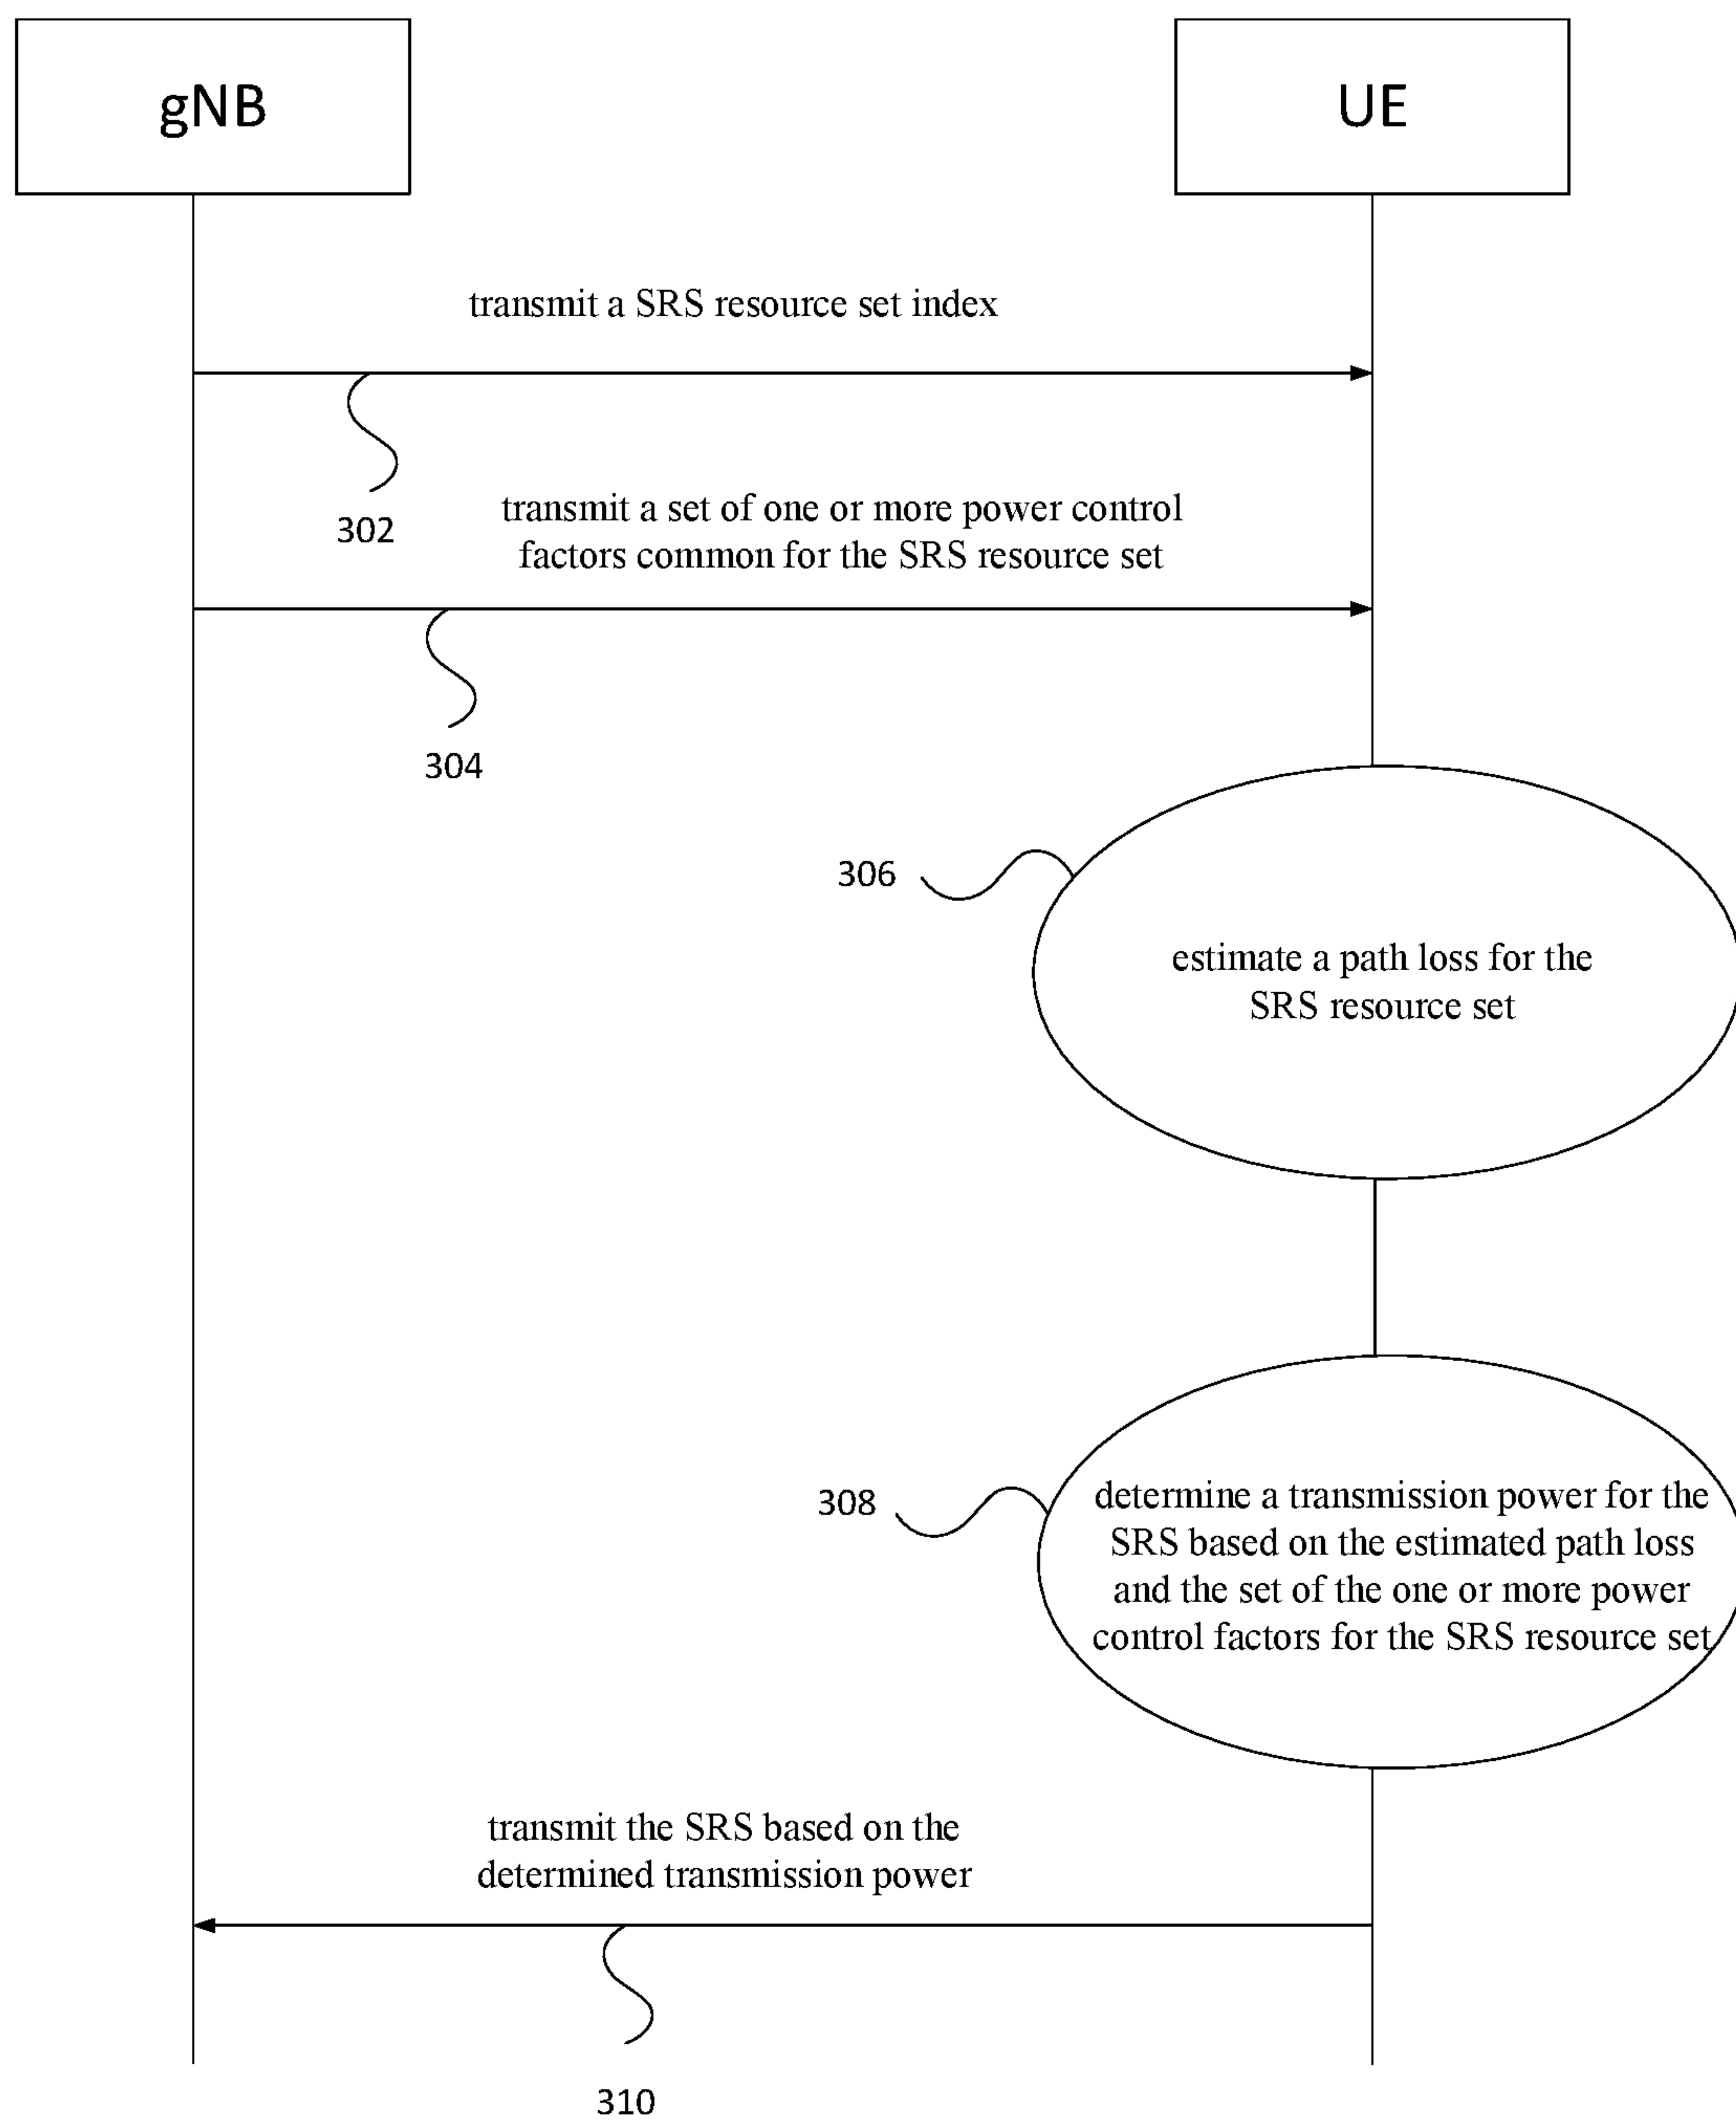 gNB
UE
transmit a SRS resource set index
302
transmit a set of one or more power control
factors common for the SRS resource set
304
306
estimate a path loss for the
SRS resource set
308
determine a transmission power for the
SRS based on the estimated path loss
and the set of the one or more power
control factors for the SRS resource set
transmit the SRS based on the
determined transmission power
310